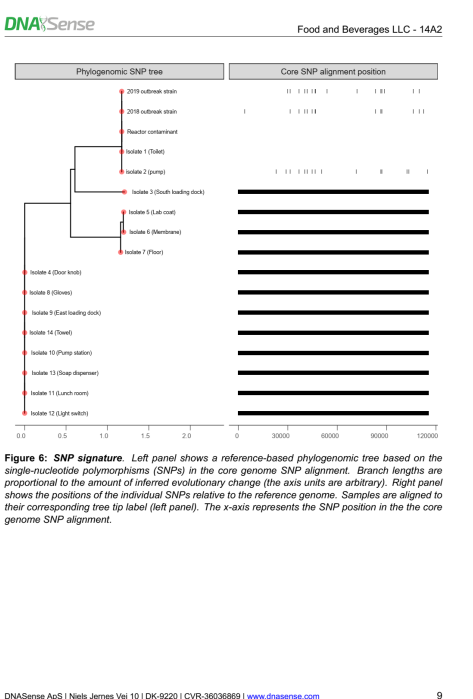 DNASense
Food and Beverages LLC - 14A2
Phylogenomic SNP tree
Core SNP alignment position
2019 outbreak strain
2018 outbreak strain
Reactor contaminant
Isolate 1 (Toilet)
Isolate 2 (pump)
Isolate 3 (South loading dock)
Isolate 5 (Lab coat)
Isolate 6 (Membrane)
Isolate 7 (Floor)
Isolate 4 (Door knob)
Isolate 8 (Gloves)
Isolate 9 (East loading dock)
Isolate 14 (Towel)
Isolate 10 (Pump station)
Isolate 13 (Soap dispenser)
Isolate 11 (Lunch room)
Isolate 12 (Light switch)
0.0 0.5 1.0 1.5 2.0
0 30000 60000 90000 120000
Figure 6: SNP signature. Left panel shows a reference-based phylogenomic tree based on the
single-nucleotide polymorphisms (SNPs) in the core genome SNP alignment. Branch lengths are
proportional to the amount of inferred evolutionary change (the axis units are arbitrary). Right panel
shows the positions of the individual SNPs relative to the reference genome. Samples are aligned to
their corresponding tree tip label (left panel). The x-axis represents the SNP position in the the core
genome SNP alignment.
DNASense ApS | Niels Jernes Vej 10 | DK-9220 | CVR-36036869 | www.dnasense.com
9